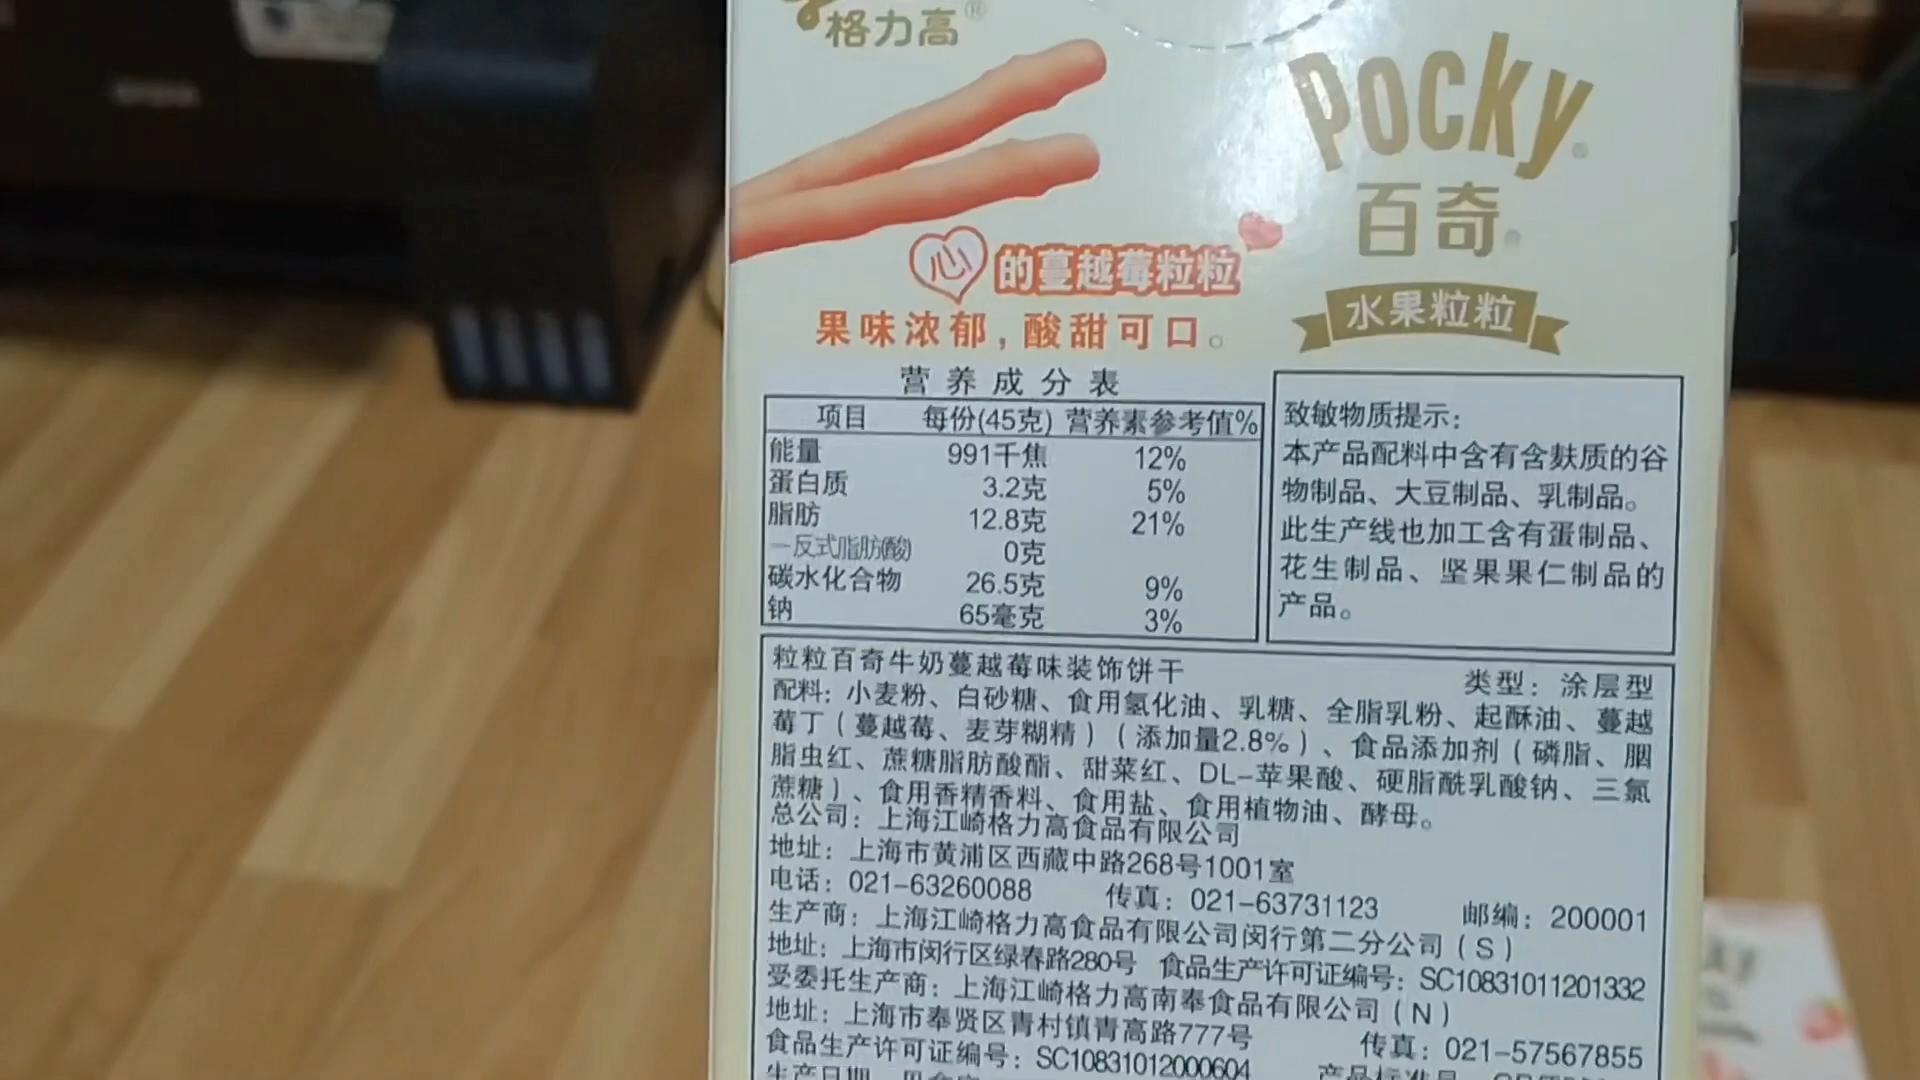 格力高®
Pocky
百奇
心的蔓越莓粒粒
水果粒粒
果味浓郁,酸甜可口。
营养成分表
项目 每份(45克) 营养素参考值%
能量 991千焦 12%
蛋白质 3.2克 5%
脂肪 12.8克 21%
一反式脂肪(酸) 0克
碳水化合物 26.5克 9%
钠 65毫克 3%
致敏物质提示:
本产品配料中含有含麸质的谷
物制品、大豆制品、乳制品。
此生产线也加工含有蛋制品、
花生制品、坚果果仁制品的
产品。
粒粒百奇牛奶蔓越莓味装饰饼干 类型:涂层型
配料:小麦粉、白砂糖、食用氢化油、乳糖、全脂乳粉、起酥油、蔓越
莓丁(蔓越莓、麦芽糊精)(添加量2.8%)、食品添加剂(磷脂、胭
脂虫红、蔗糖脂肪酸酯、甜菜红、DL-苹果酸、硬脂酰乳酸钠、三氯
蔗糖)、食用香精香料、食用盐、食用植物油、酵母。
总公司:上海江崎格力高食品有限公司
地址:上海市黄浦区西藏中路268号1001室
电话:021-63260088 传真:021-63731123 邮编:200001
生产商:上海江崎格力高食品有限公司闵行第二分公司(S)
地址:上海市闵行区绿春路280号 食品生产许可证编号:SC10831011201332
受委托生产商:上海江崎格力高南奉食品有限公司(N)
地址:上海市奉贤区青村镇青高路777号 传真:021-57567855
食品生产许可证编号:SC10831012000604